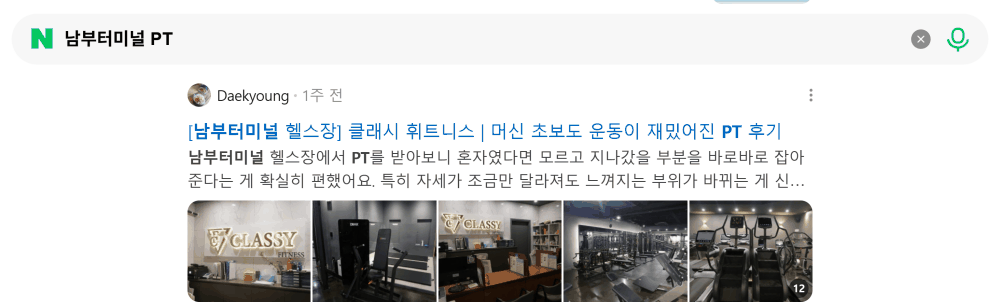 N 남부터미널 PT
Daekyoung · 1주 전
[남부터미널 헬스장] 클래시 휘트니스 | 머신 초보도 운동이 재밌어진 PT 후기
남부터미널 헬스장에서 PT를 받아보니 혼자였다면 모르고 지나갔을 부분을 바로바로 잡아
준다는 게 확실히 편했어요. 특히 자세가 조금만 달라져도 느껴지는 부위가 바뀌는 게 신...
CLASSY
FITNESS
CLASSY
12